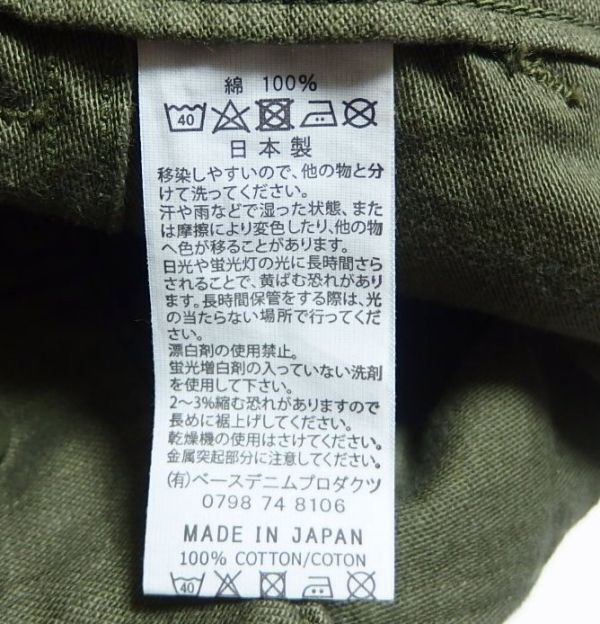 綿 100%
40
日本製
移染しやすいので、他の物と分
けて洗ってください。
汗や雨などで湿った状態、また
は摩擦により変色したり、他の物
へ色が移ることがあります。
日光や蛍光灯の光に長時間さら
されることで、黄ばむ恐れがあり
ます。長時間保管をする際は、光
の当たらない場所で行ってくだ
さい。
漂白剤の使用禁止。
蛍光増白剤の入っていない洗剤
を使用して下さい。
2〜3%縮む恐れがありますので
長めに裾上げしてください。
乾燥機の使用はさけてください。
金属突起部分に注意してください。
(有)ベースデニムプロダクツ
0798 74 8106
MADE IN JAPAN
100% COTTON/COTON
40